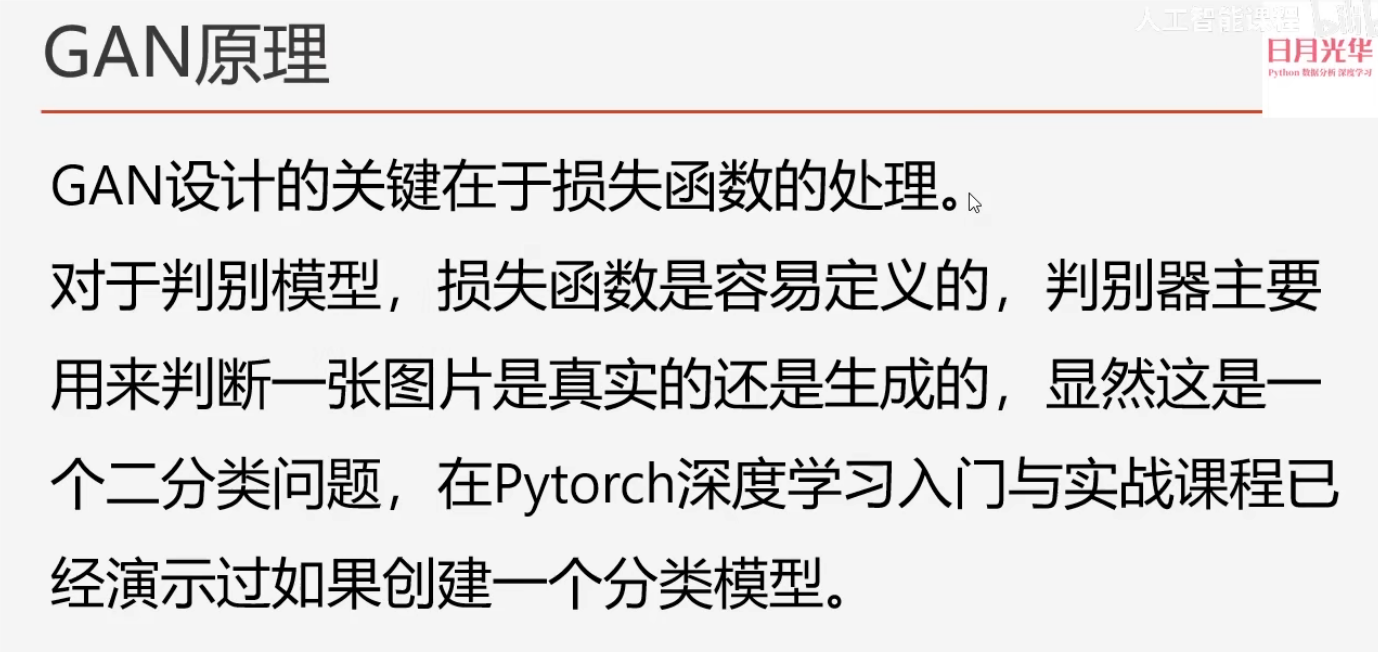 人工智能课程
GAN原理
日月光华
Python 数据分析 深度学习
GAN设计的关键在于损失函数的处理。
对于判别模型，损失函数是容易定义的，判别器主要
用来判断一张图片是真实的还是生成的，显然这是一
个二分类问题，在Pytorch深度学习入门与实战课程已
经演示过如果创建一个分类模型。